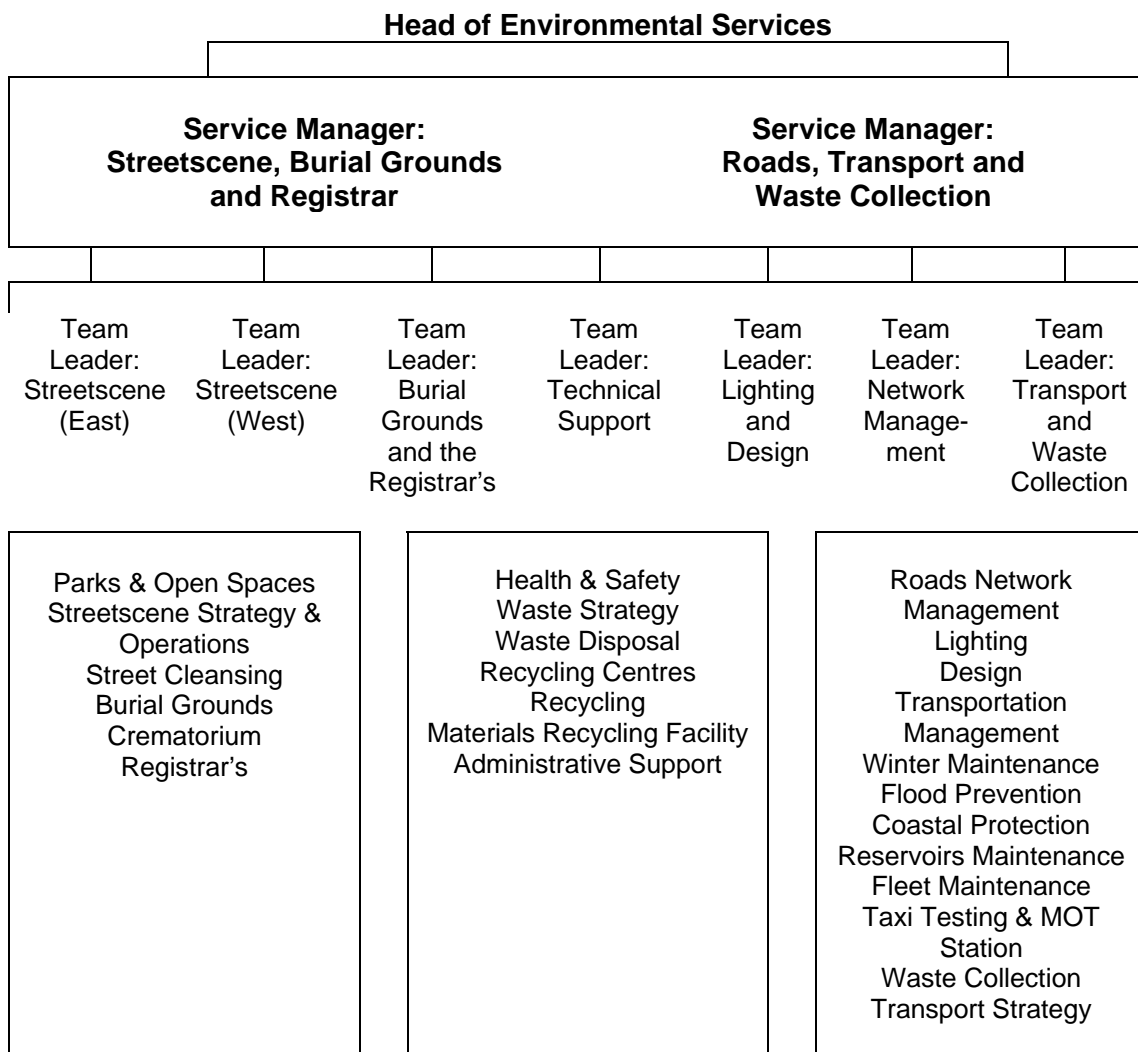 Head of Environmental Services
Service Manager:
Streetscene, Burial Grounds
and Registrar
Service Manager:
Roads, Transport and
Waste Collection
Team
Leader:
Streetscene
(East)
Team
Leader:
Streetscene
(West)
Team
Leader:
Burial
Grounds
and the
Registrar's
Team
Leader:
Technical
Support
Team
Leader:
Lighting
and
Design
Team
Leader:
Network
Manage-
ment
Team
Leader:
Transport
and
Waste
Collection
Parks & Open Spaces
Streetscene Strategy &
Operations
Street Cleansing
Burial Grounds
Crematorium
Registrar's
Health & Safety
Waste Strategy
Waste Disposal
Recycling Centres
Recycling
Materials Recycling Facility
Administrative Support
Roads Network
Management
Lighting
Design
Transportation
Management
Winter Maintenance
Flood Prevention
Coastal Protection
Reservoirs Maintenance
Fleet Maintenance
Taxi Testing & MOT
Station
Waste Collection
Transport Strategy